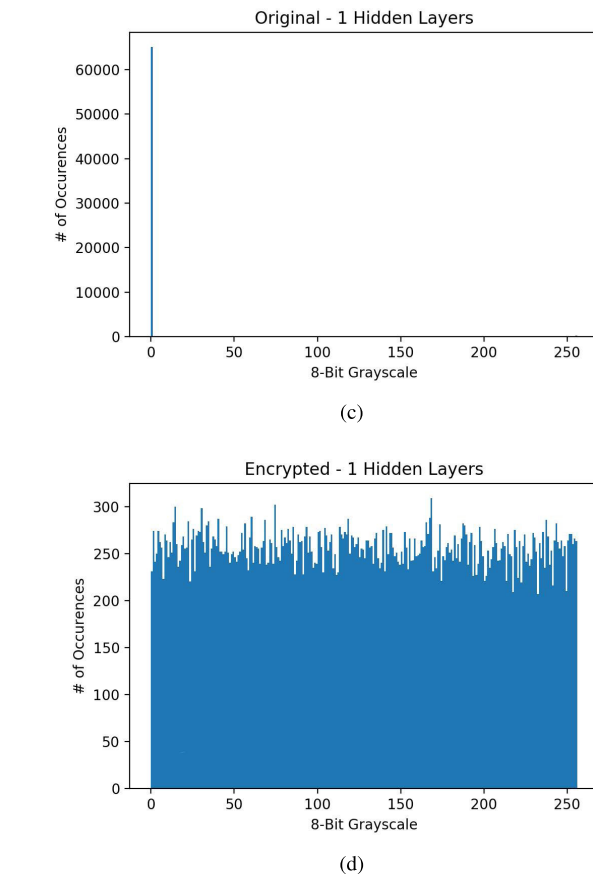 Original - 1 Hidden Layers
60000
50000
40000
30000
20000
10000
0
# of Occurences
0 50 100 150 200 250
8-Bit Grayscale
(c)
Encrypted - 1 Hidden Layers
300
250
200
150
100
50
0
# of Occurences
0 50 100 150 200 250
8-Bit Grayscale
(d)